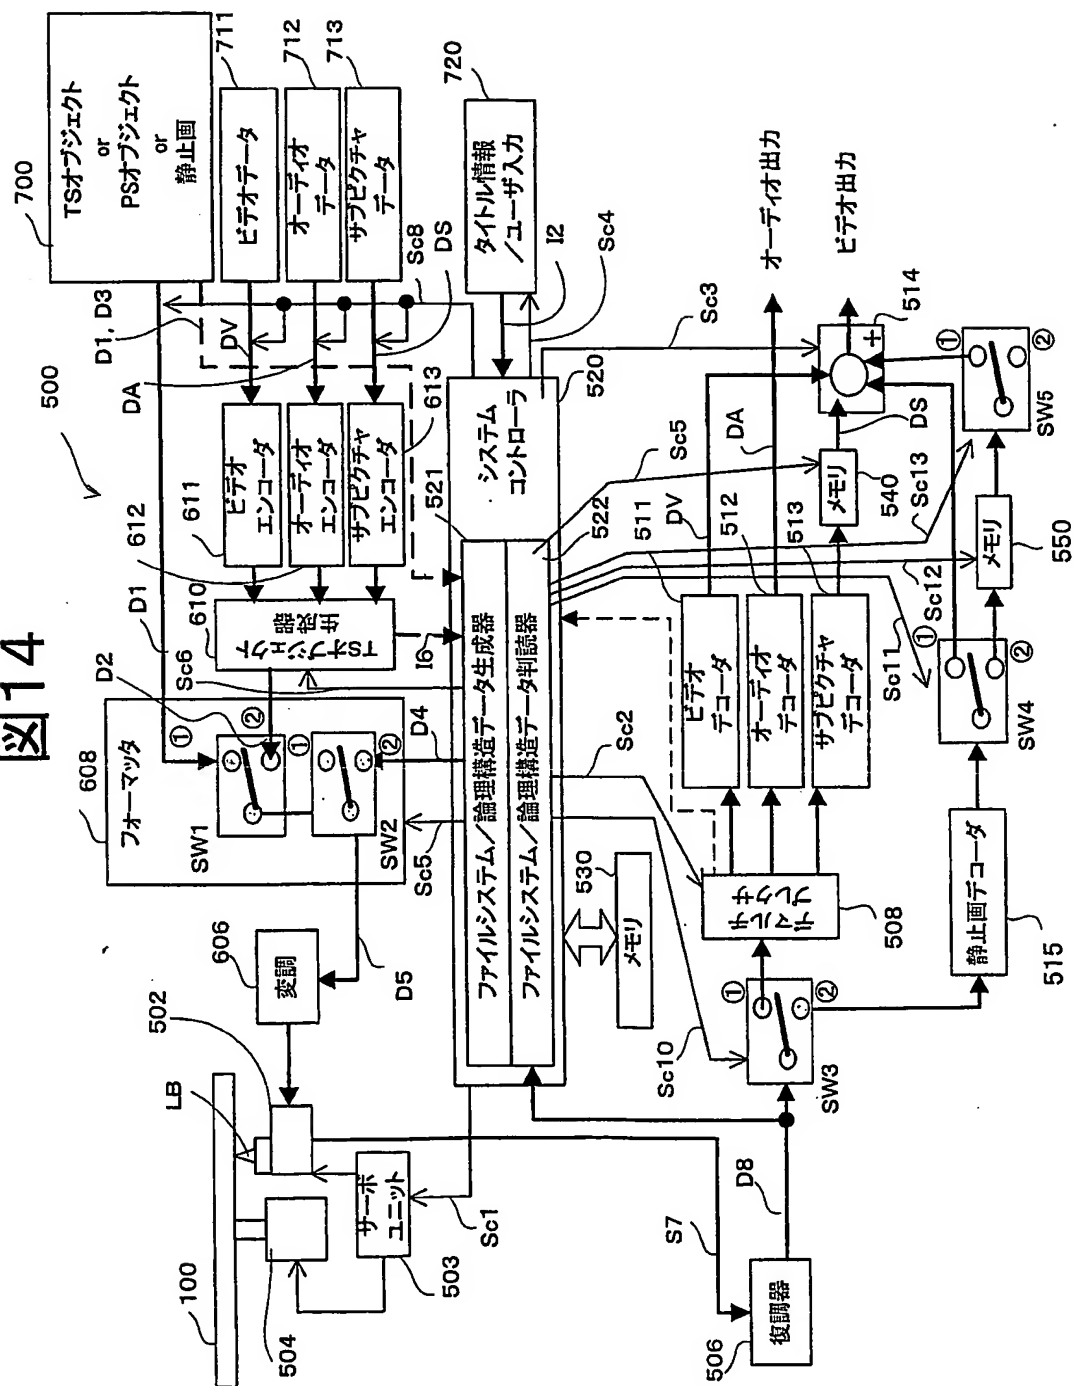 図14
500
700
TSオブジェクト
or
PSオブジェクト
or
静止画
711
ビデオデータ
712
オーディオ
データ
713
サブピクチャ
データ
720
タイトル情報
/ユーザ入力
D1, D3
DV
DA
DS
Sc8
I2
Sc4
Sc3
611
ビデオ
エンコーダ
612
オーディオ
エンコーダ
613
サブピクチャ
エンコーダ
610
TSオブジェクト
生成器
D1
D2
Sc6
I6
608
フォーマッタ
①
②
SW1
①
②
SW2
D4
Sc5
D5
606
変調
502
LB
100
504
サーボ
ユニット
503
Sc1
システム
コントローラ
520
521
ファイルシステム/論理構造データ生成器
ファイルシステム/論理構造データ判読器
522
530
メモリ
Sc2
Sc10
S7
D8
復調器
506
①
②
SW3
デマルチ
プレクサ
508
511
ビデオ
デコーダ
512
オーディオ
デコーダ
513
サブピクチャ
デコーダ
DV
DA
Sc5
メモリ
540
DS
オーディオ出力
ビデオ出力
514
+
Sc11
Sc12
Sc13
静止画デコーダ
515
①
②
SW4
メモリ
550
①
②
SW5